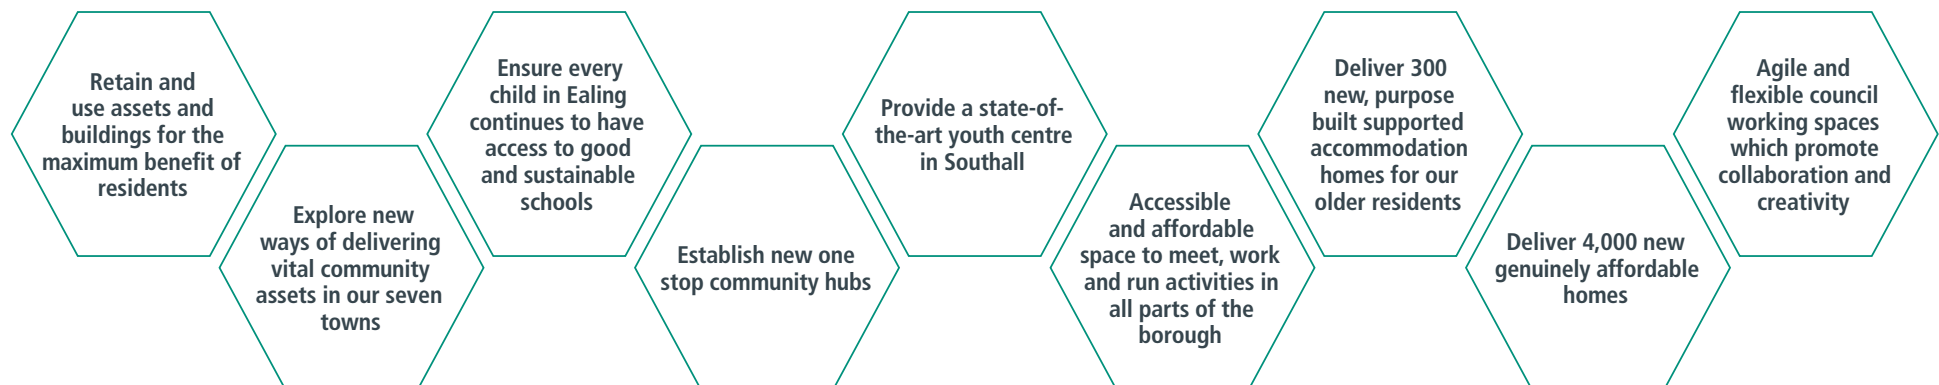 Retain and
use assets and
buildings for the
maximum benefit of
residents
Explore new
ways of delivering
vital community
assets in our seven
towns
Ensure every
child in Ealing
continues to have
access to good
and sustainable
schools
Establish new one
stop community hubs
Provide a state-of-
the-art youth centre
in Southall
Accessible
and affordable
space to meet, work
and run activities in
all parts of the
borough
Deliver 300
new, purpose
built supported
accommodation
homes for our
older residents
Deliver 4,000 new
genuinely affordable
homes
Agile and
flexible council
working spaces
which promote
collaboration and
creativity